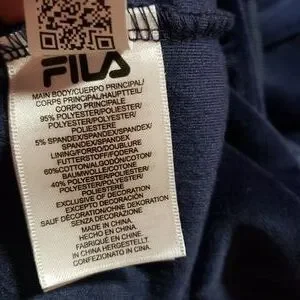 FILA
MAIN BODY/CUERPO PRINCIPAL/
CORPS PRINCIPAL/HAUPTTEIL/
CORPO PRINCIPALE
95% POLYESTER/POLIESTER/
POLYESTER/POLYESTER/
POLIESTERE
5% SPANDEX/SPANDEX/SPANDEX/
SPANDEX/SPANDEX
LINING/FORRO/DOUBLURE
FUTTERSTOFF/FODERA
60%COTTON/ALGODÓN/COTON/
BAUMWOLLE/COTONE
40% POLYESTER/POLIESTER/
POLYESTER/POLYESTER/
POLIESTERE
EXCLUSIVE OF DECORATION
EXCEPTO DECORACIÓN
SAUF DÉCORATION/OHNE DEKORATION
SENZA DECORAZIONE
MADE IN CHINA
HECHO EN CHINA
FABRIQUÉ EN CHINE
IN CHINA HERGESTELLT
CONFEZIONATO IN CINA